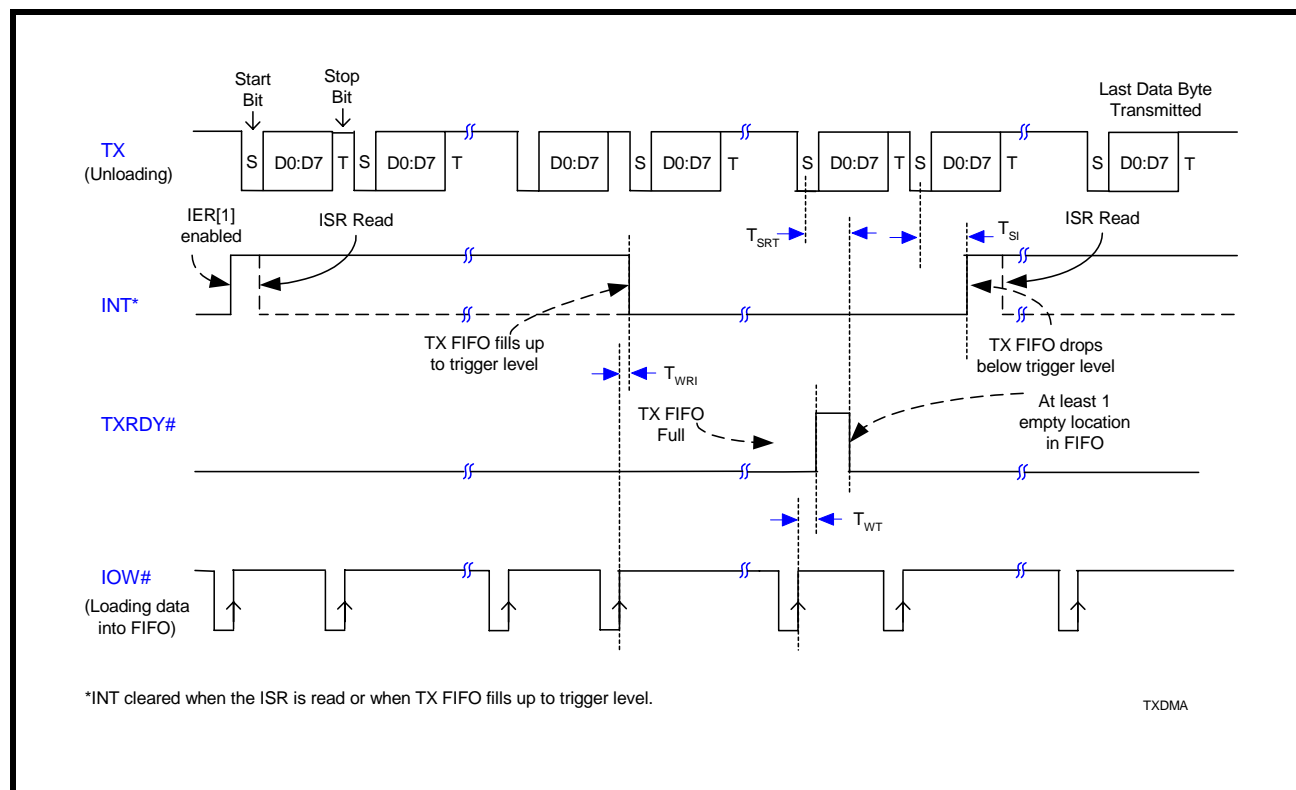 Start
Bit
Stop
Bit
Last Data Byte
Transmitted
TX
(Unloading)
S D0:D7 T S D0:D7 T D0:D7 S D0:D7 T S D0:D7 T S D0:D7 T S D0:D7 T
IER[1]
enabled
ISR Read
TSRT
TSI
ISR Read
INT*
TX FIFO fills up
to trigger level
TX FIFO drops
below trigger level
TWRI
TXRDY#
TX FIFO
Full
At least 1
empty location
in FIFO
TWT
IOW#
(Loading data
into FIFO)
*INT cleared when the ISR is read or when TX FIFO fills up to trigger level.
TXDMA